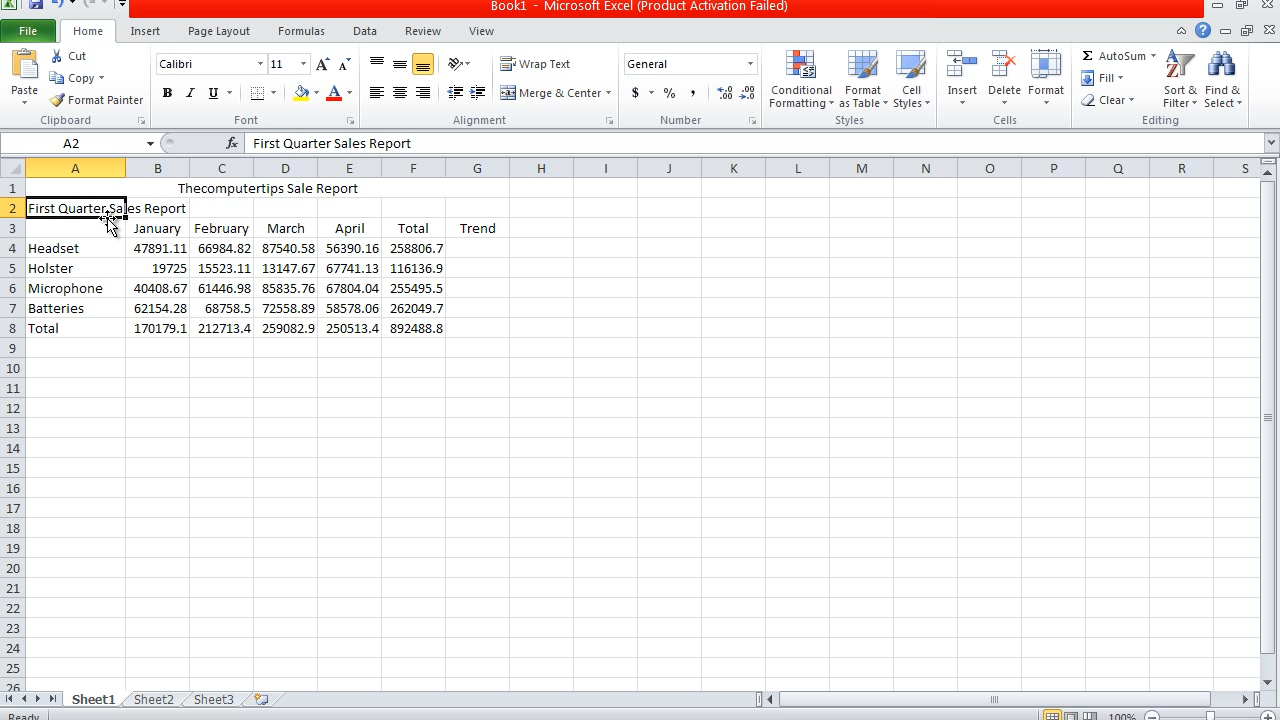 Book1 - Microsoft Excel (Product Activation Failed)
File Home Insert Page Layout Formulas Data Review View
Paste Cut Copy Format Painter Clipboard
Calibri 11 B I U A A A Font
Wrap Text Merge & Center Alignment
General $ % , Number
Conditional Formatting Format as Table Cell Styles Styles
Insert Delete Format Cells
Σ AutoSum Fill Clear Sort & Filter Find & Select Editing
A2 fx First Quarter Sales Report
A B C D E F G H I J K L M N O P Q R S
1 Thecomputertips Sale Report
2 First Quarter Sales Report
3 January February March April Total Trend
4 Headset 47891.11 66984.82 87540.58 56390.16 258806.7
5 Holster 19725 15523.11 13147.67 67741.13 116136.9
6 Microphone 40408.67 61446.98 85835.76 67804.04 255495.5
7 Batteries 62154.28 68758.5 72558.89 58578.06 262049.7
8 Total 170179.1 212713.4 259082.9 250513.4 892488.8
9
10
11
12
13
14
15
16
17
18
19
20
21
22
23
24
25
26
Sheet1 Sheet2 Sheet3
Ready 100%